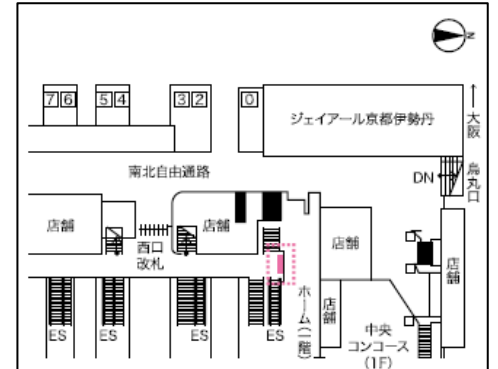 N
7 6
5 4
3 2
0
ジェイアール京都伊勢丹
↑大阪
烏丸口
DN
南北自由通路
店舗
西口
改札
店舗
店舗
店舗
店舗
ホーム(一階)
中央
コンコース
(1F)
ES
ES
ES
ES